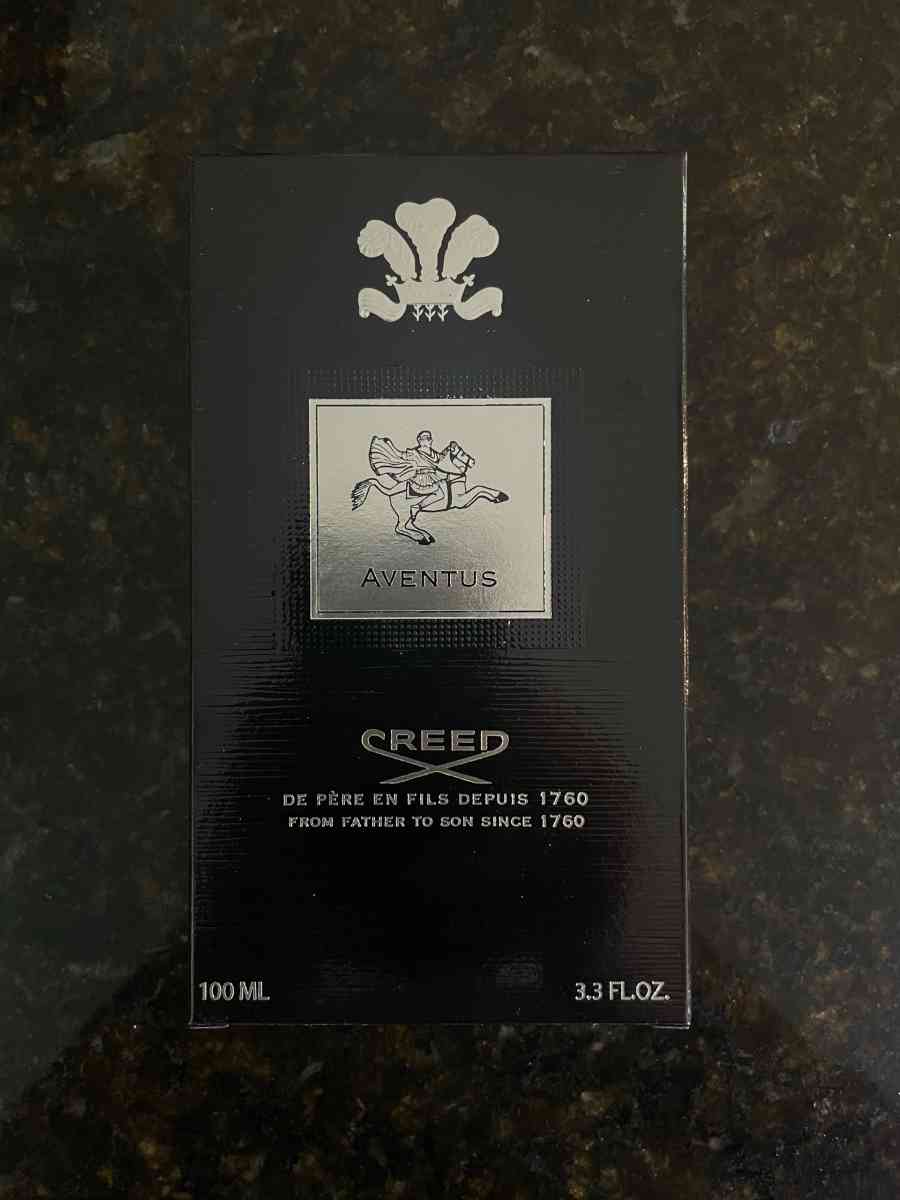 AVENTUS
CREED
DE PÈRE EN FILS DEPUIS 1760
FROM FATHER TO SON SINCE 1760
100 ML
3.3 FL.OZ.